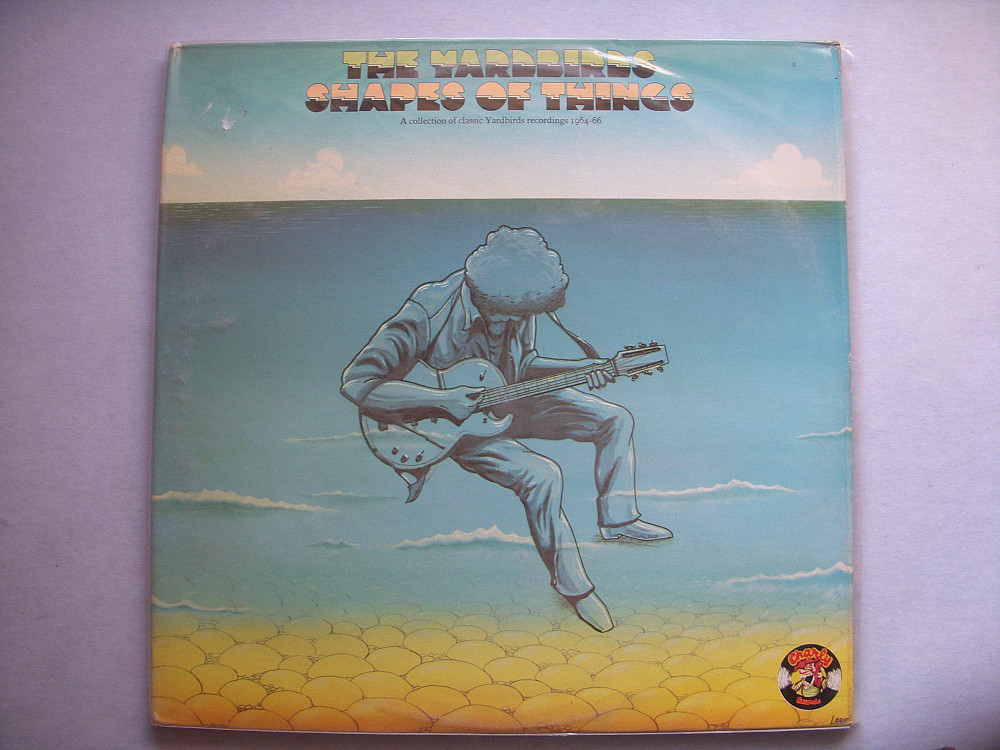 THE YARDBIRDS
SHAPES OF THINGS
A collection of classic Yardbirds recordings 1964-66
Charly